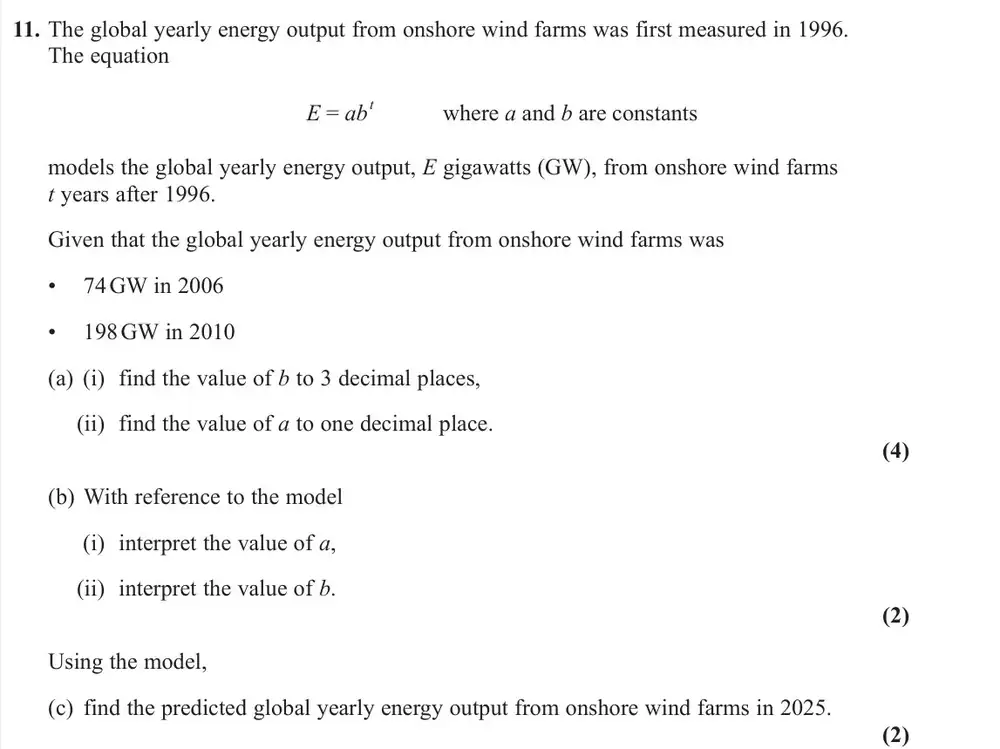 11. The global yearly energy output from onshore wind farms was first measured in 1996.
The equation
E = abᵗ where a and b are constants
models the global yearly energy output, E gigawatts (GW), from onshore wind farms
t years after 1996.
Given that the global yearly energy output from onshore wind farms was
• 74 GW in 2006
• 198 GW in 2010
(a) (i) find the value of b to 3 decimal places,
(ii) find the value of a to one decimal place.
(4)
(b) With reference to the model
(i) interpret the value of a,
(ii) interpret the value of b.
(2)
Using the model,
(c) find the predicted global yearly energy output from onshore wind farms in 2025.
(2)